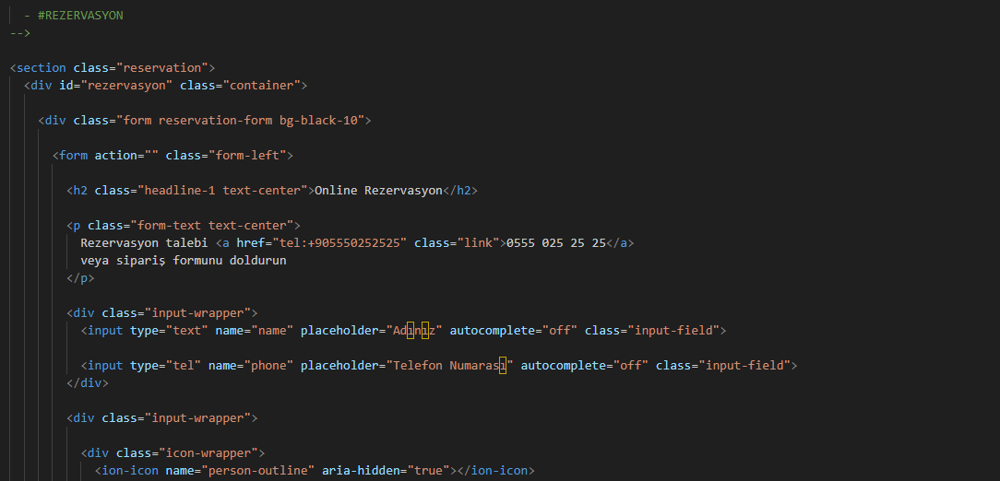 - #REZERVASYON
-->
<section class="reservation">
<div id="rezervasyon" class="container">
<div class="form reservation-form bg-black-10">
<form action="" class="form-left">
<h2 class="headline-1 text-center">Online Rezervasyon</h2>
<p class="form-text text-center">
Rezervasyon talebi <a href="tel:+905550252525" class="link">0555 025 25 25</a>
veya sipariş formunu doldurun
</p>
<div class="input-wrapper">
<input type="text" name="name" placeholder="Adınız" autocomplete="off" class="input-field">
<input type="tel" name="phone" placeholder="Telefon Numarası" autocomplete="off" class="input-field">
</div>
<div class="input-wrapper">
<div class="icon-wrapper">
<ion-icon name="person-outline" aria-hidden="true"></ion-icon>